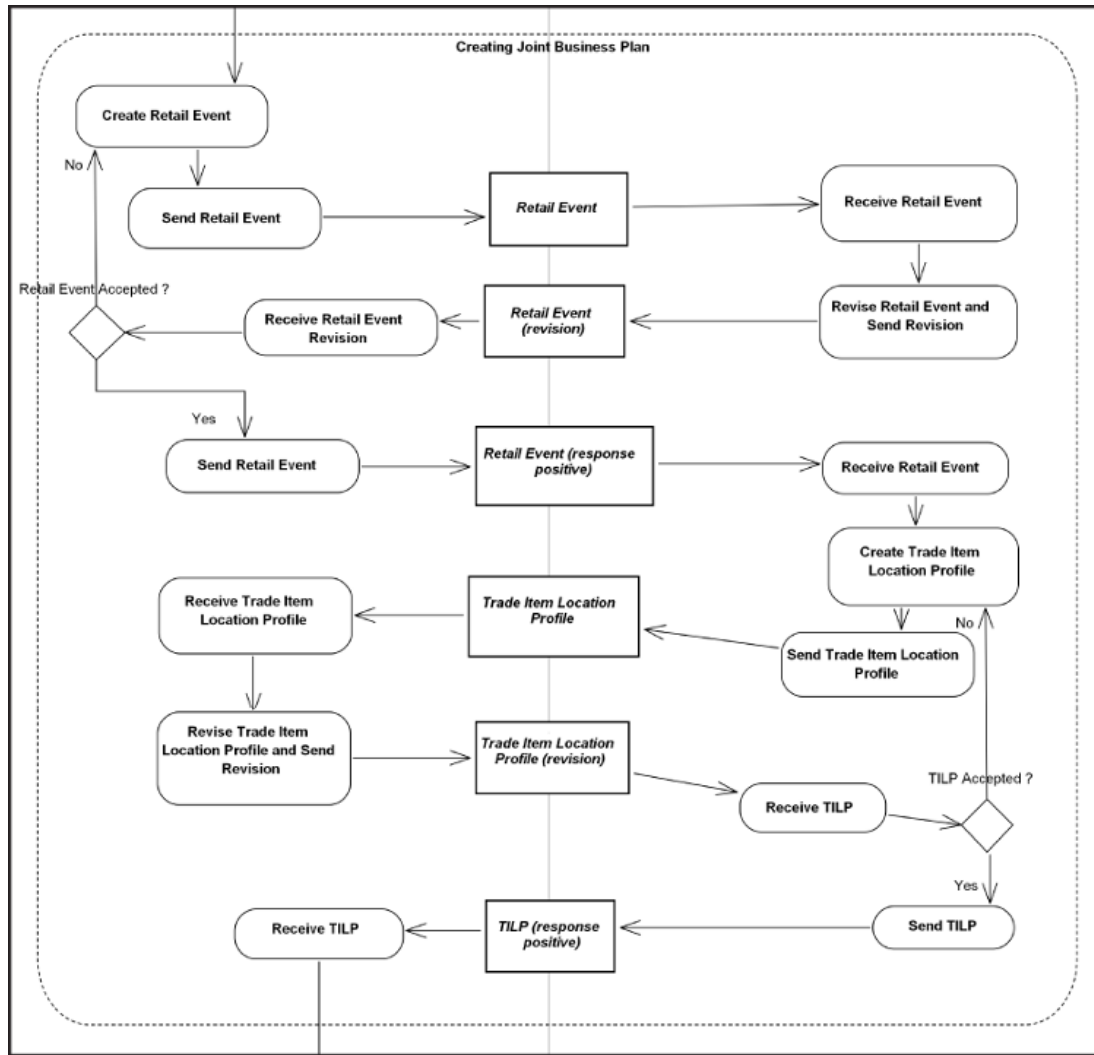 Creating Joint Business Plan
Create Retail Event
No
Send Retail Event
Retail Event
Receive Retail Event
Retail Event Accepted ?
Receive Retail Event
Revision
Retail Event
(revision)
Revise Retail Event and
Send Revision
Yes
Send Retail Event
Retail Event (response
positive)
Receive Retail Event
Create Trade Item
Location Profile
Receive Trade Item
Location Profile
Trade Item Location
Profile
No
Send Trade Item Location
Profile
Revise Trade Item
Location Profile and Send
Revision
Trade Item Location
Profile (revision)
TILP Accepted ?
Receive TILP
Yes
Receive TILP
TILP (response
positive)
Send TILP